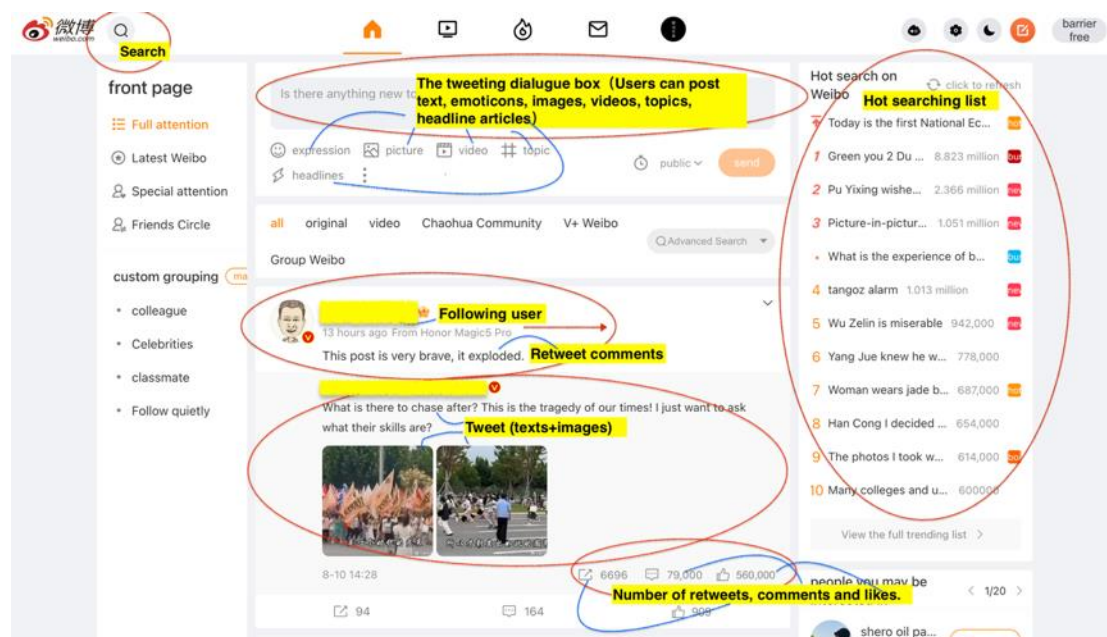 微博
weibo.com
barrier
free
Search
front page
Full attention
Latest Weibo
Special attention
Friends Circle
custom grouping
colleague
Celebrities
classmate
Follow quietly
Is there anything new to
The tweeting dialugue box（Users can post
text, emoticons, images, videos, topics,
headline articles）
expression picture video topic
headlines
public send
all original video Chaohua Community V+ Weibo
Advanced Search
Group Weibo
Following user
13 hours ago From Honor Magic5 Pro
This post is very brave, it exploded. Retweet comments
What is there to chase after? This is the tragedy of our times! I just want to ask
what their skills are? Tweet (texts+images)
8-10 14:28 6696 79,000 560,000
Number of retweets, comments and likes.
94 164 909
Hot search on
Weibo click to refresh
Hot searching list
Today is the first National Ec...
1 Green you 2 Du ... 8.823 million
2 Pu Yixing wishe... 2.366 million
3 Picture-in-pictur... 1.051 million
What is the experience of b...
4 tangoz alarm 1.013 million
5 Wu Zelin is miserable 942,000
6 Yang Jue knew he w... 778,000
7 Woman wears jade b... 687,000
8 Han Cong I decided ... 654,000
9 The photos I took w... 614,000
10 Many colleges and u... 600000
View the full trending list >
people you may be
< 1/20 >
shero oil pa...